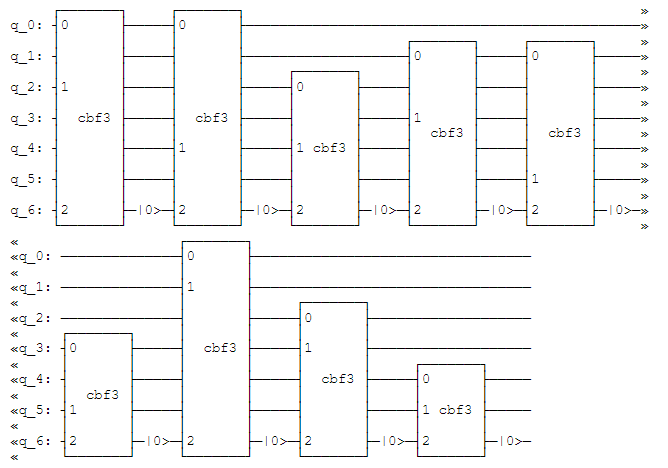 0 0 »
q_0: »
»
q_1: 0 0 »
»
q_2: 1 0 »
»
q_3: cbf3 cbf3 1 »
cbf3 cbf3 »
q_4: 1 1 cbf3 »
»
q_5: 1 »
»
q_6: 2 |0> 2 |0> 2 |0> 2 |0> 2 |0> »
»
«
«q_0: 0
«
«q_1: 1
«
«q_2: 0
«
«q_3: 0 cbf3 1
«
«q_4: cbf3 0
« cbf3
«q_5: 1 1 cbf3
«
«q_6: 2 |0> 2 |0> 2 |0> 2 |0>
«